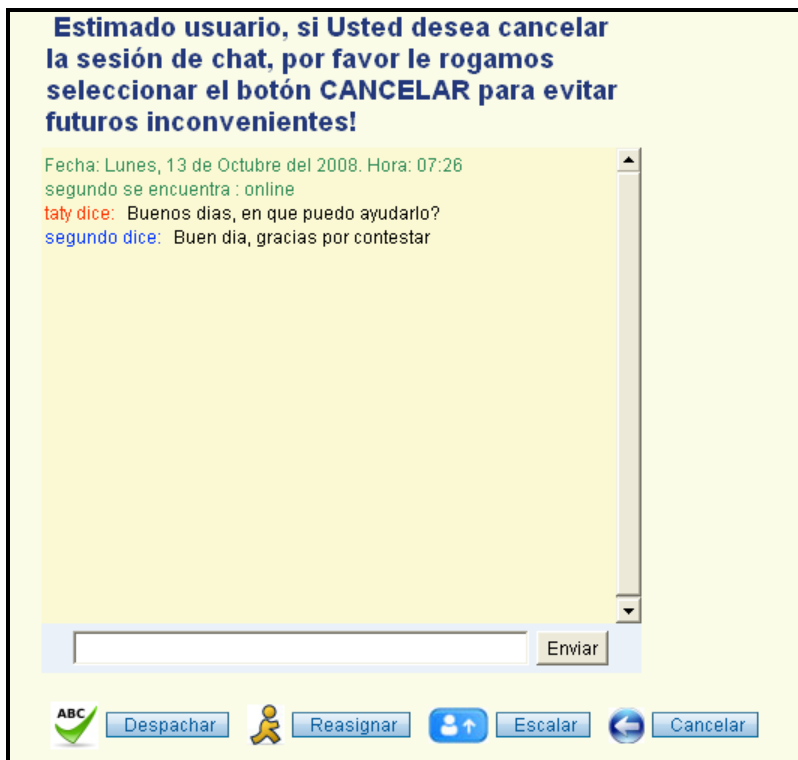 Estimado usuario, si Usted desea cancelar
la sesión de chat, por favor le rogamos
seleccionar el botón CANCELAR para evitar
futuros inconvenientes!
Fecha: Lunes, 13 de Octubre del 2008. Hora: 07:26
segundo se encuentra : online
taty dice: Buenos dias, en que puedo ayudarlo?
segundo dice: Buen dia, gracias por contestar
Enviar
ABC Despachar Reasignar Escalar Cancelar